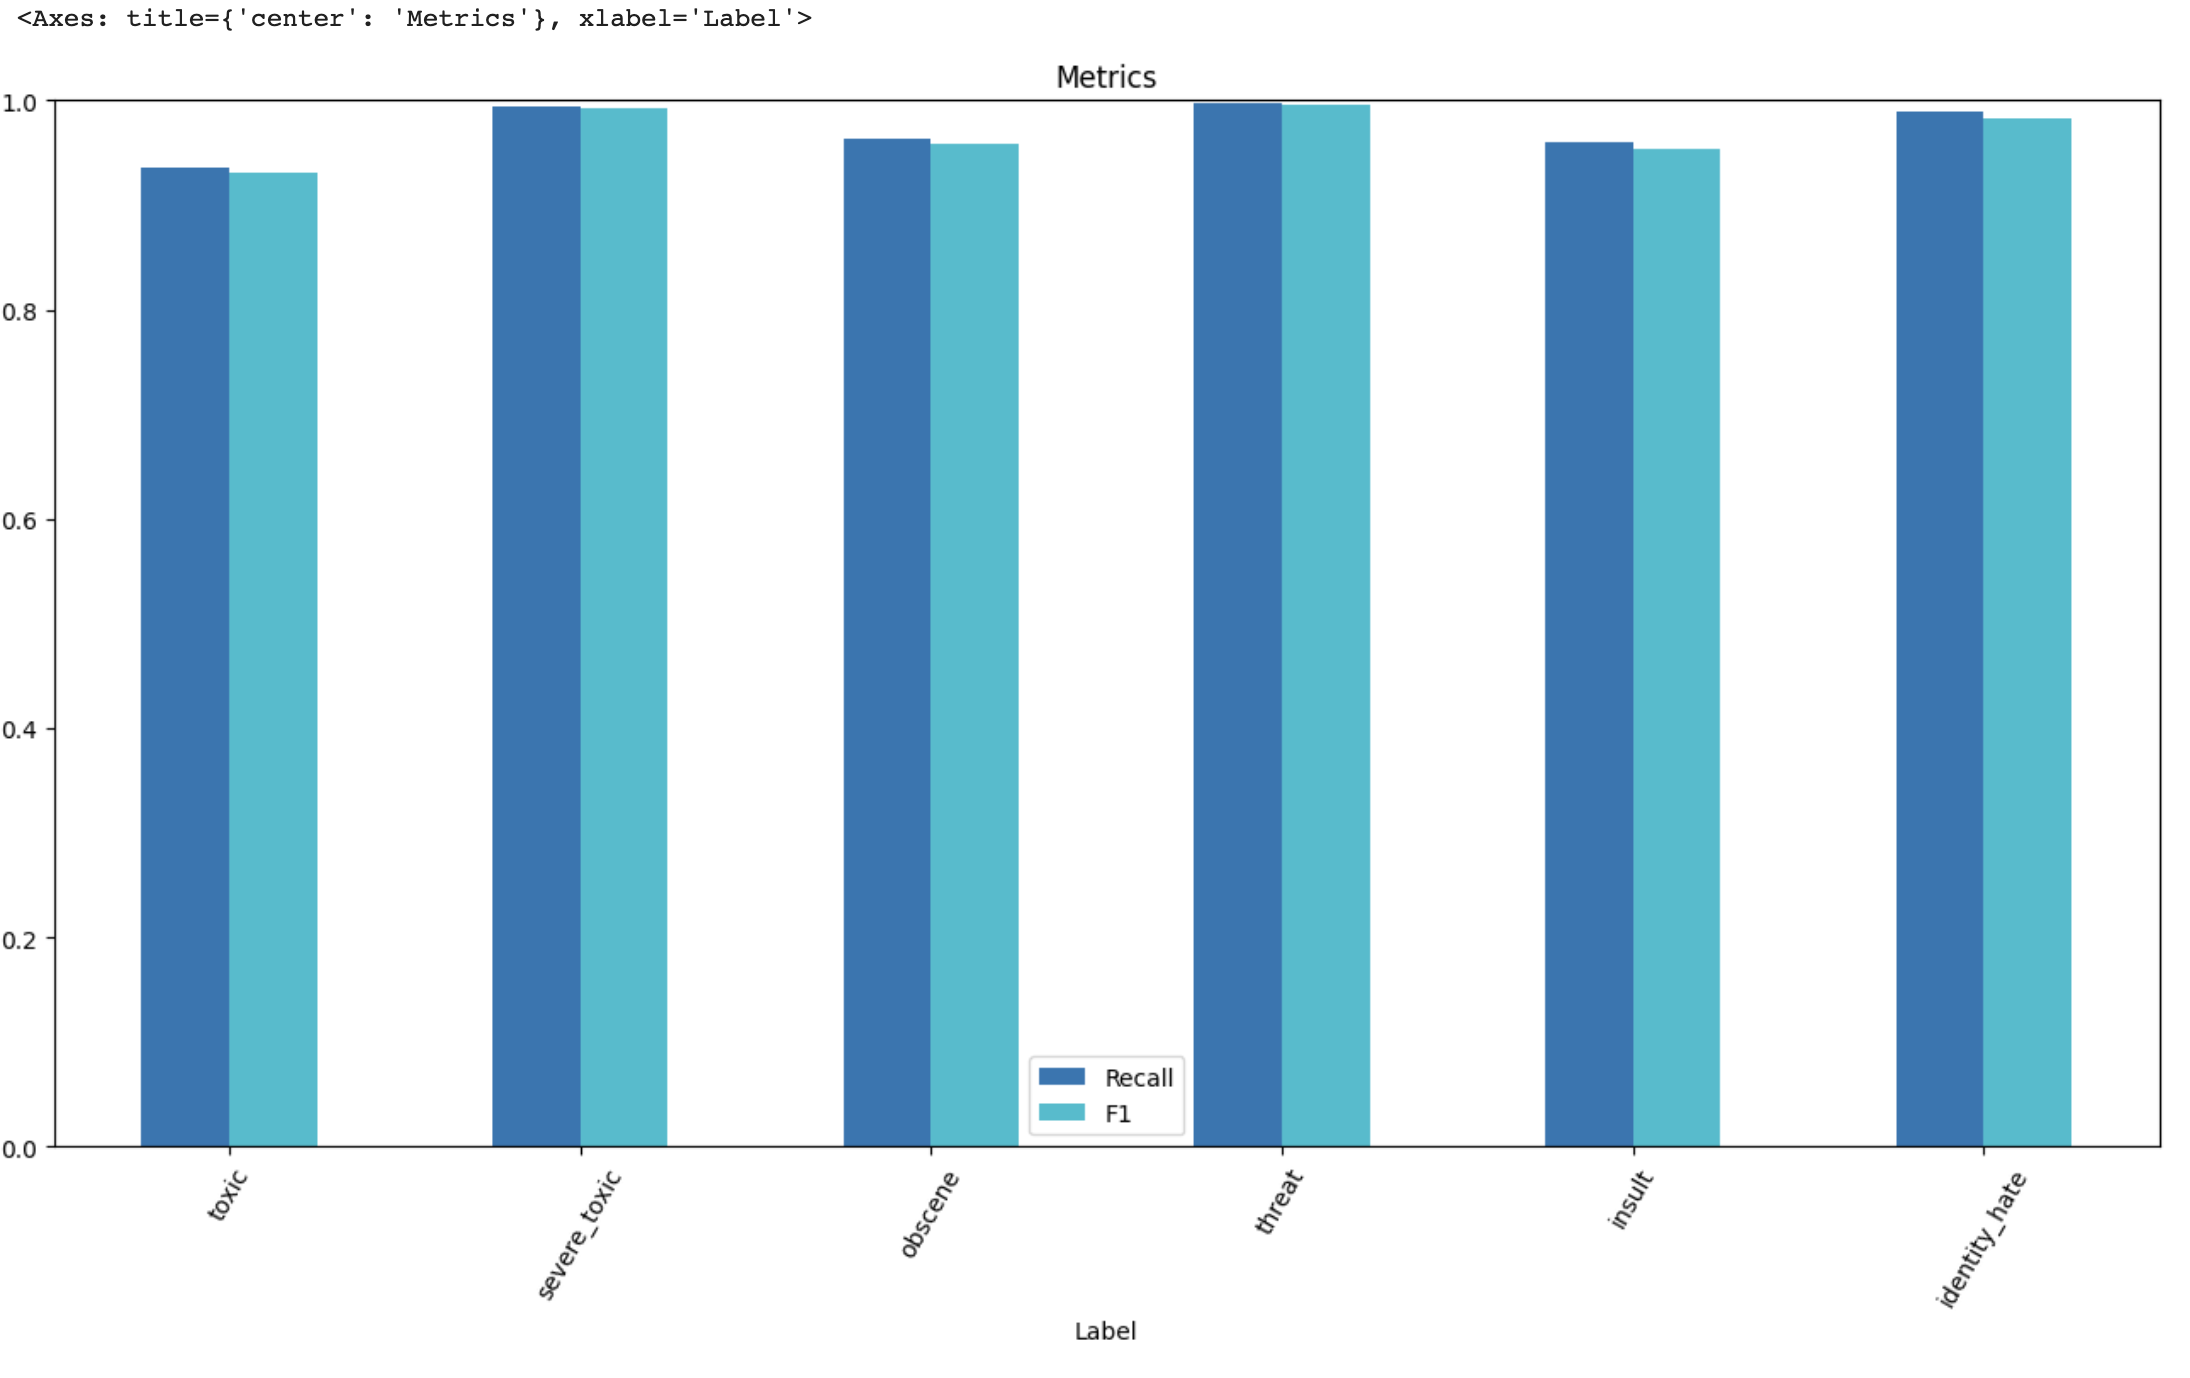 <Axes: title={'center': 'Metrics'}, xlabel='Label'>
Metrics
1.0
0.8
0.6
0.4
0.2
0.0
Recall
F1
toxic
severe_toxic
obscene
threat
insult
identity_hate
Label